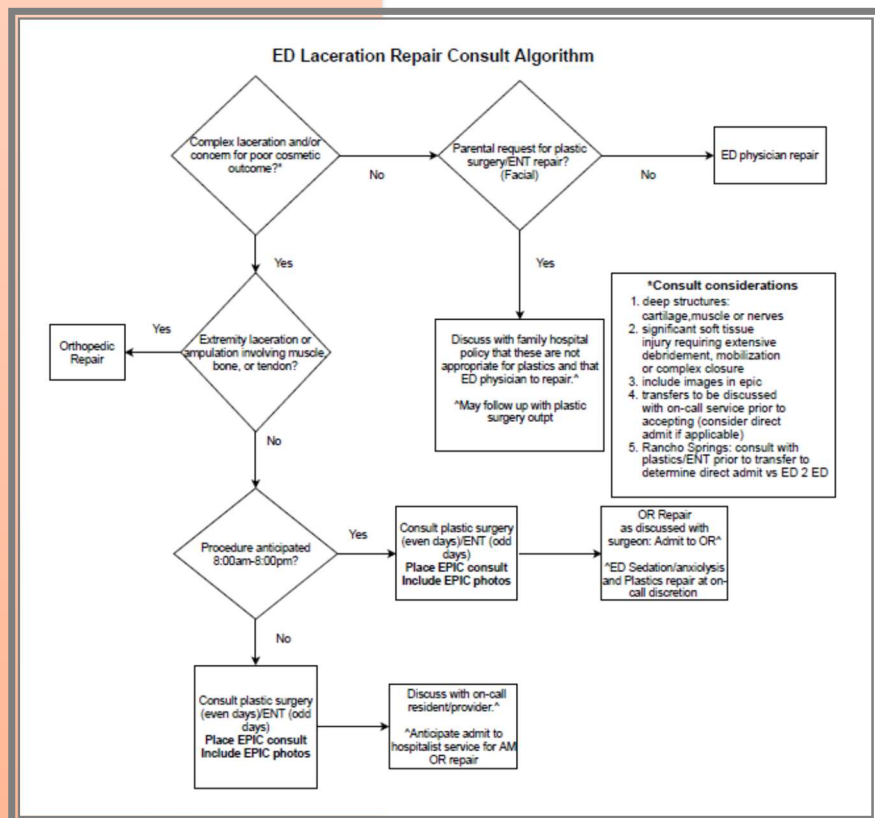 ED Laceration Repair Consult Algorithm
Complex laceration and/or
concern for poor cosmetic
outcome?*
No
Parental request for plastic
surgery/ENT repair?
(Facial)
No
ED physician repair
Yes
Yes
Orthopedic
Repair
Yes
Extremity laceration or
ampulation involving muscle,
bone, or tendon?
Discuss with family hospital
policy that these are not
appropriate for plastics and that
ED physician to repair.^
^May follow up with plastic
surgery outpt
*Consult considerations
1. deep structures:
cartilage,muscle or nerves
2. significant soft tissue
injury requiring extensive
debridement, mobilization
or complex closure
3. include images in epic
4. transfers to be discussed
with on-call service prior to
accepting (consider direct
admit if applicable)
5. Rancho Springs: consult with
plastics/ENT prior to transfer to
determine direct admit vs ED 2 ED
No
Procedure anticipated
8:00am-8:00pm?
Yes
Consult plastic surgery
(even days)/ENT (odd
days)
Place EPIC consult
Include EPIC photos
OR Repair
as discussed with
surgeon: Admit to OR^
^ED Sedation/anxiolysis
and Plastics repair at on-
call discretion
No
Consult plastic surgery
(even days)/ENT (odd
days)
Place EPIC consult
Include EPIC photos
Discuss with on-call
resident/provider.^
^Anticipate admit to
hospitalist service for AM
OR repair